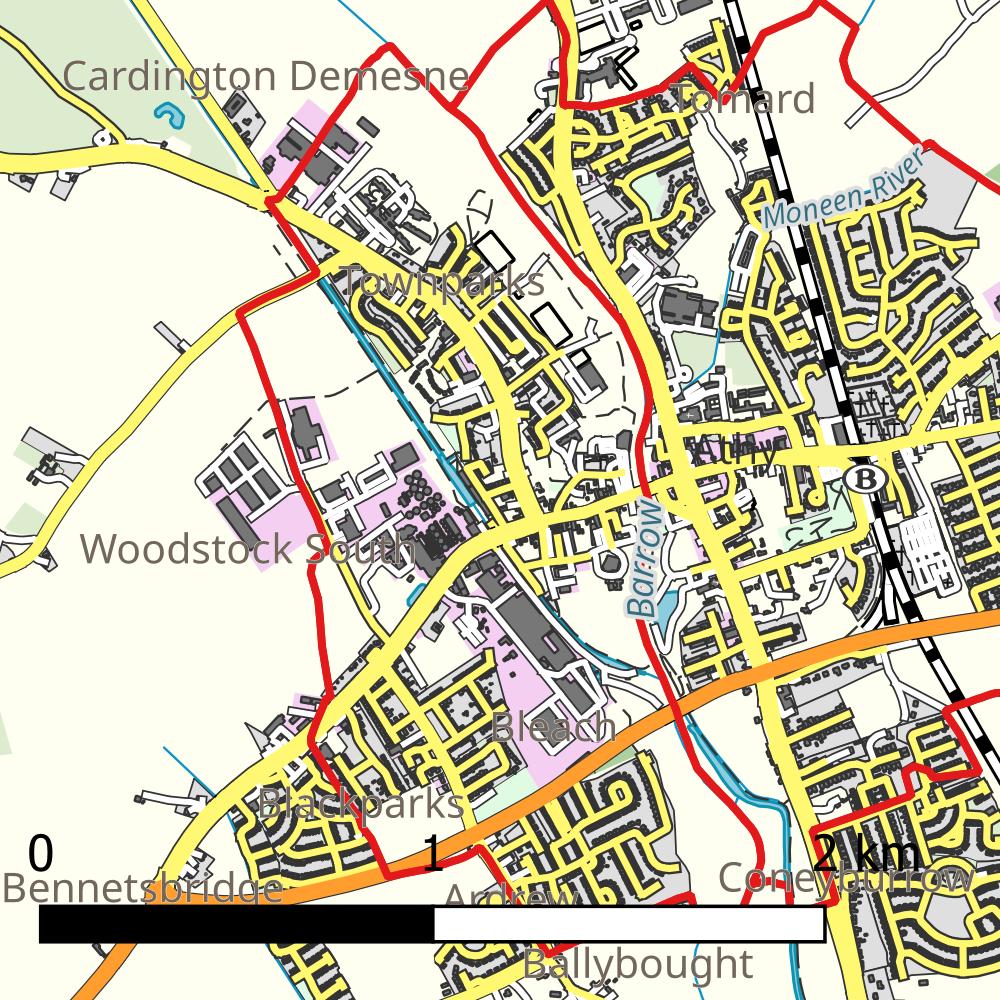 Cardington Demesne
Tomard
Moneen-River
Townparks
Athy
B
Barrow
Woodstock South
Bleach
Blackparks
0
1
2 km
Bennetsbridge
Ardrew
Coneyburrow
Ballybought